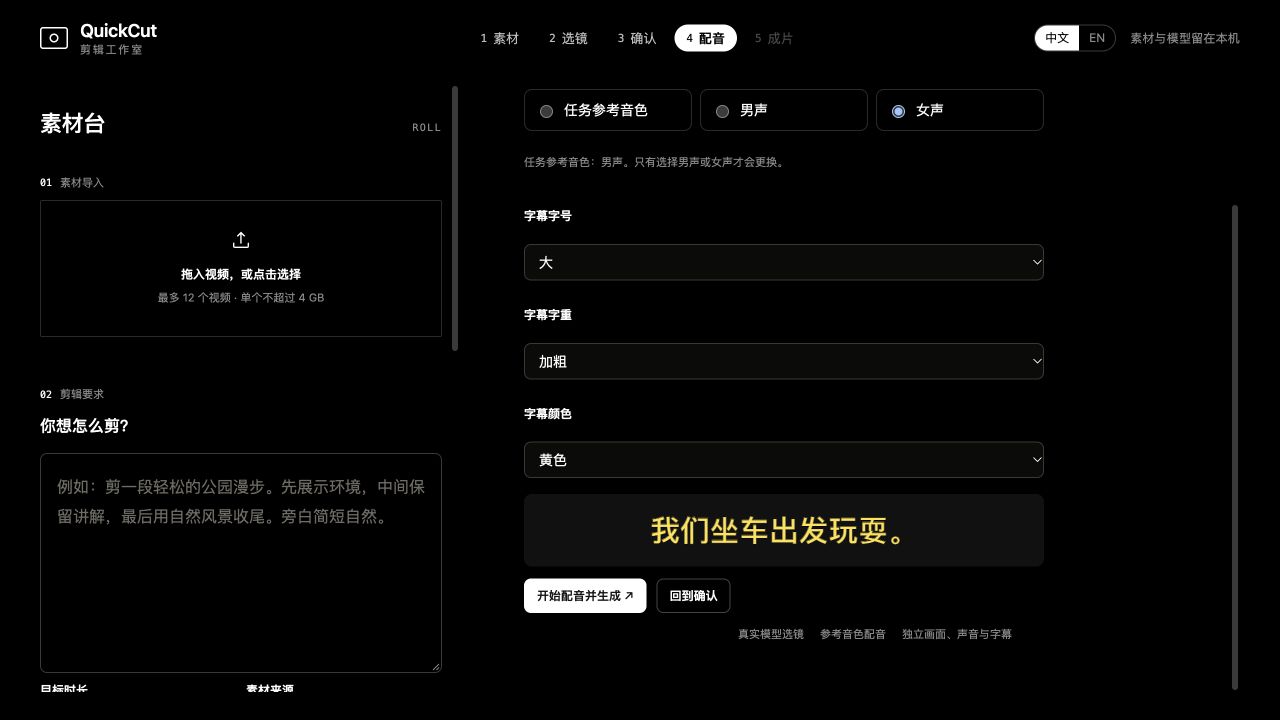 QuickCut
剪辑工作室
1 素材
2 选镜
3 确认
4 配音
5 成片
中文
EN
素材与模型留在本机
素材台
ROLL
01 素材导入
拖入视频，或点击选择
最多 12 个视频 · 单个不超过 4 GB
02 剪辑要求
你想怎么剪？
例如：剪一段轻松的公园漫步。先展示环境，中间保
留讲解，最后用自然风景收尾。旁白简短自然。
目标时长
素材来源
任务参考音色
男声
女声
任务参考音色：男声。只有选择男声或女声才会更换。
字幕字号
大
字幕字重
加粗
字幕颜色
黄色
我们坐车出发玩耍。
开始配音并生成 ↗
回到确认
真实模型选镜
参考音色配音
独立画面、声音与字幕